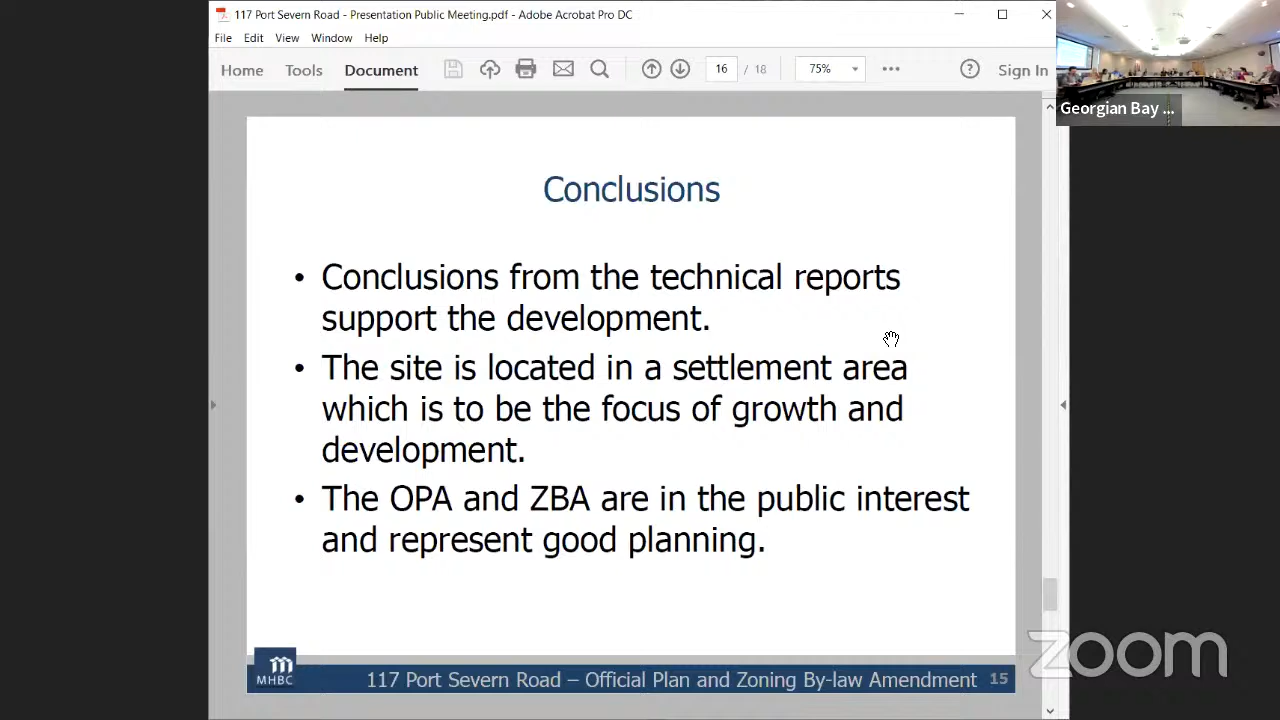 117 Port Severn Road - Presentation Public Meeting.pdf - Adobe Acrobat Pro DC
File Edit View Window Help
Home Tools Document 16 / 18 75% Sign In
Georgian Bay ...
Conclusions
• Conclusions from the technical reports
support the development.
• The site is located in a settlement area
which is to be the focus of growth and
development.
• The OPA and ZBA are in the public interest
and represent good planning.
MHBC
117 Port Severn Road – Official Plan and Zoning By-law Amendment 15
zoom